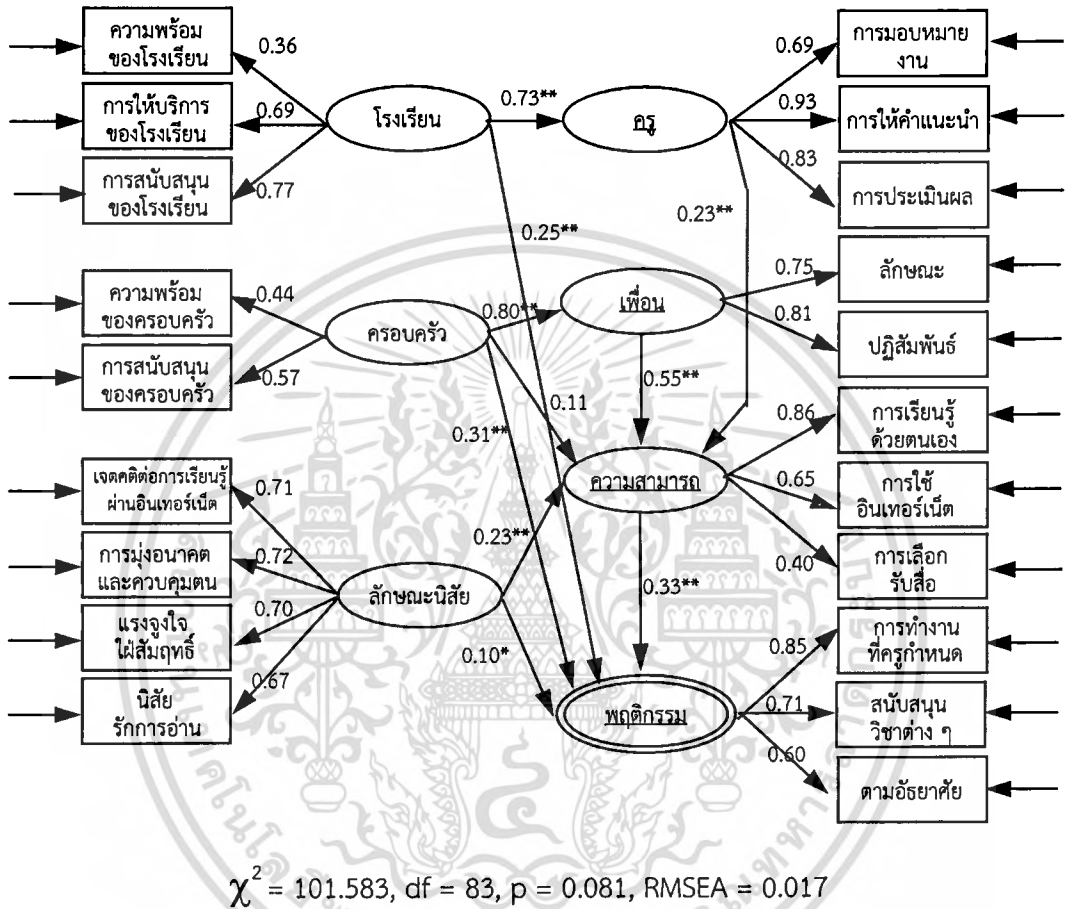 ความพร้อม
ของโรงเรียน
0.36
0.69
การมอบหมาย
งาน
การให้บริการ
ของโรงเรียน
0.69
โรงเรียน
0.73**
ครู
0.93
การให้คำแนะนำ
การสนับสนุน
ของโรงเรียน
0.77
0.83
การประเมินผล
0.25**
0.23**
ความพร้อม
ของครอบครัว
0.44
ครอบครัว
0.80**
เพื่อน
0.75
ลักษณะ
การสนับสนุน
ของครอบครัว
0.57
0.81
ปฏิสัมพันธ์
0.31**
0.11
0.55**
0.86
การเรียนรู้
ด้วยตนเอง
เจตคติต่อการเรียนรู้
ผ่านอินเทอร์เน็ต
0.71
ความสามารถ
0.65
การใช้
อินเทอร์เน็ต
การมุ่งอนาคต
และควบคุมตน
0.72
0.23**
0.40
การเลือก
รับสื่อ
แรงจูงใจ
ใฝ่สัมฤทธิ์
0.70
ลักษณะนิสัย
0.33**
0.85
การทำงาน
ที่ครูกำหนด
นิสัย
รักการอ่าน
0.67
0.10*
พฤติกรรม
0.71
สนับสนุน
วิชาต่าง ๆ
0.60
ตามอัธยาศัย
χ² = 101.583, df = 83, p = 0.081, RMSEA = 0.017